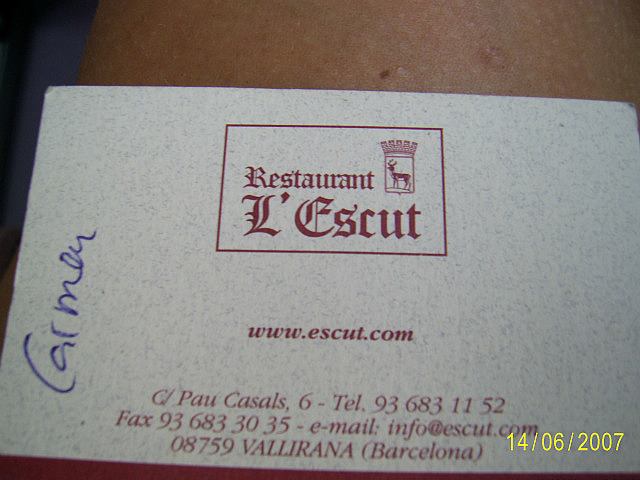 Restaurant
L'Escut
Carmen
www.escut.com
C/ Pau Casals, 6 - Tel. 93 683 11 52
Fax 93 683 30 35 - e-mail: info@escut.com
08759 VALLIRANA (Barcelona)
14/06/2007